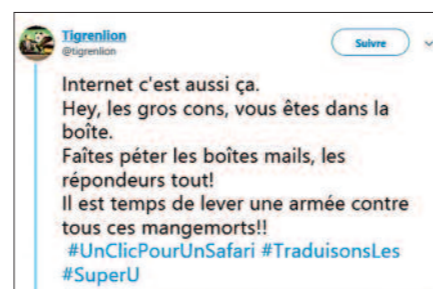 Tigrenlion
Suivre
@tigrenlion
Internet c'est aussi ça.
Hey, les gros cons, vous êtes dans la
boîte.
Faîtes péter les boîtes mails, les
répondeurs tout!
Il est temps de lever une armée contre
tous ces mangemorts!!
#UnClicPourUnSafari #TraduisonsLes
#SuperU